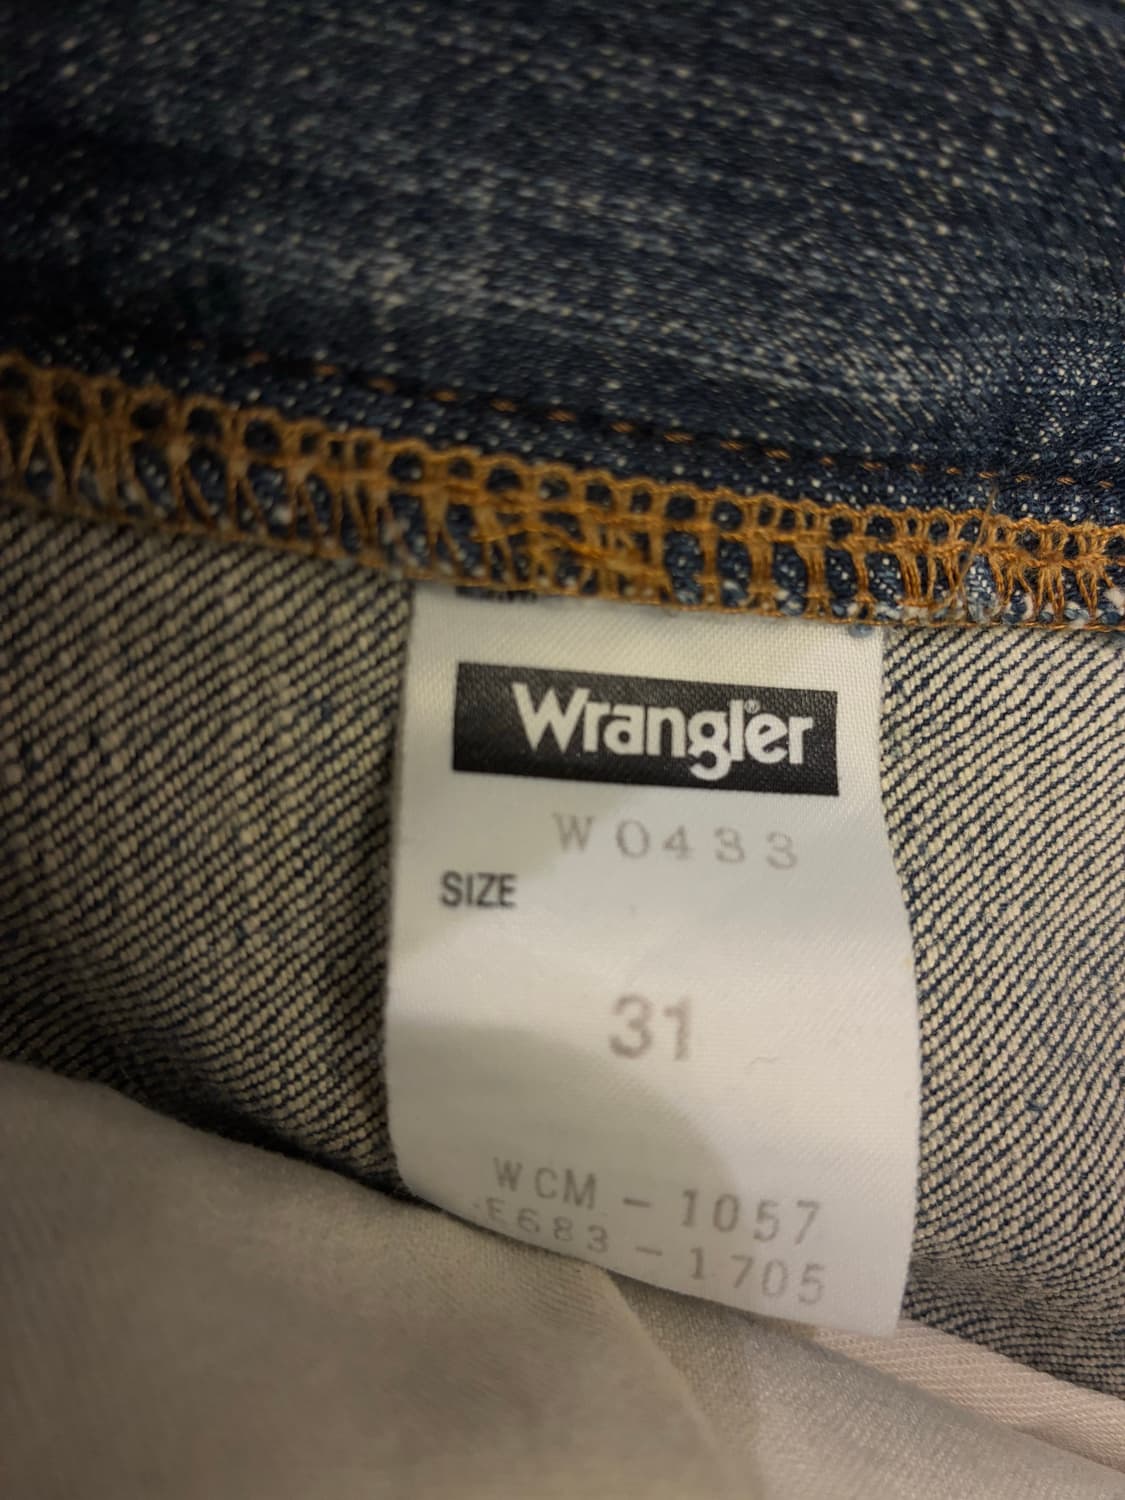 Wrangler®
W0433
SIZE
31
WCM-1057
E683-1705